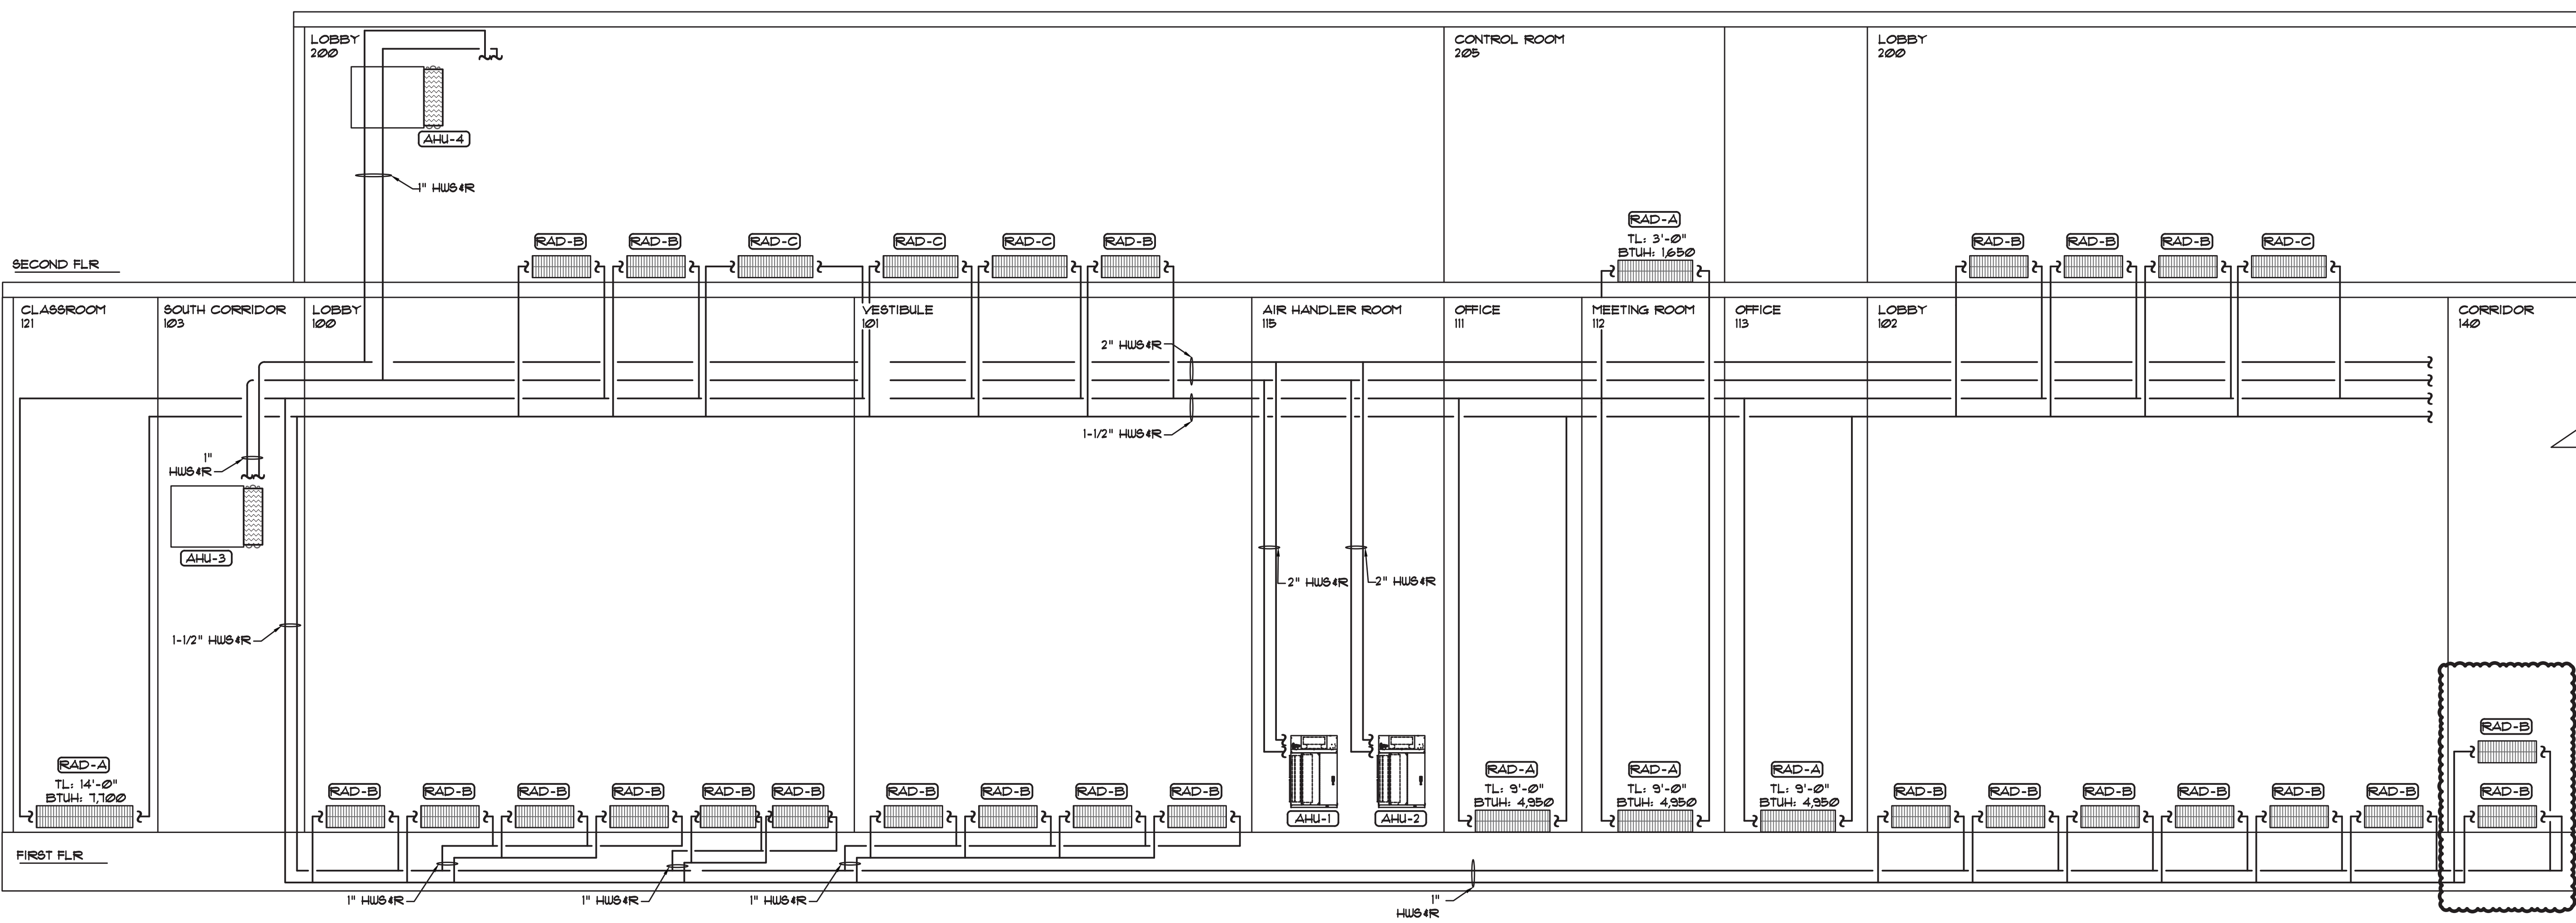 LOBBY
200
CONTROL ROOM
205
LOBBY
200
AHU-4
1" HWS&R
RAD-A
TL: 3'-0"
BTUH: 1,650
RAD-B
RAD-B
RAD-C
RAD-C
RAD-C
RAD-B
RAD-B
RAD-B
RAD-B
RAD-C
SECOND FLR
CLASSROOM
121
SOUTH CORRIDOR
103
LOBBY
100
VESTIBULE
101
AIR HANDLER ROOM
115
OFFICE
111
MEETING ROOM
112
OFFICE
113
LOBBY
102
CORRIDOR
140
2" HWS&R
1-1/2" HWS&R
1"
HWS&R
AHU-3
2" HWS&R
2" HWS&R
1-1/2" HWS&R
RAD-B
RAD-A
TL: 14'-0"
BTUH: 7,700
RAD-B
RAD-B
RAD-B
RAD-B
RAD-B
RAD-B
RAD-B
RAD-B
RAD-B
RAD-B
AHU-1
AHU-2
RAD-A
TL: 9'-0"
BTUH: 4,950
RAD-A
TL: 9'-0"
BTUH: 4,950
RAD-A
TL: 9'-0"
BTUH: 4,950
RAD-B
RAD-B
RAD-B
RAD-B
RAD-B
RAD-B
RAD-B
FIRST FLR
1" HWS&R
1" HWS&R
1" HWS&R
1"
HWS&R